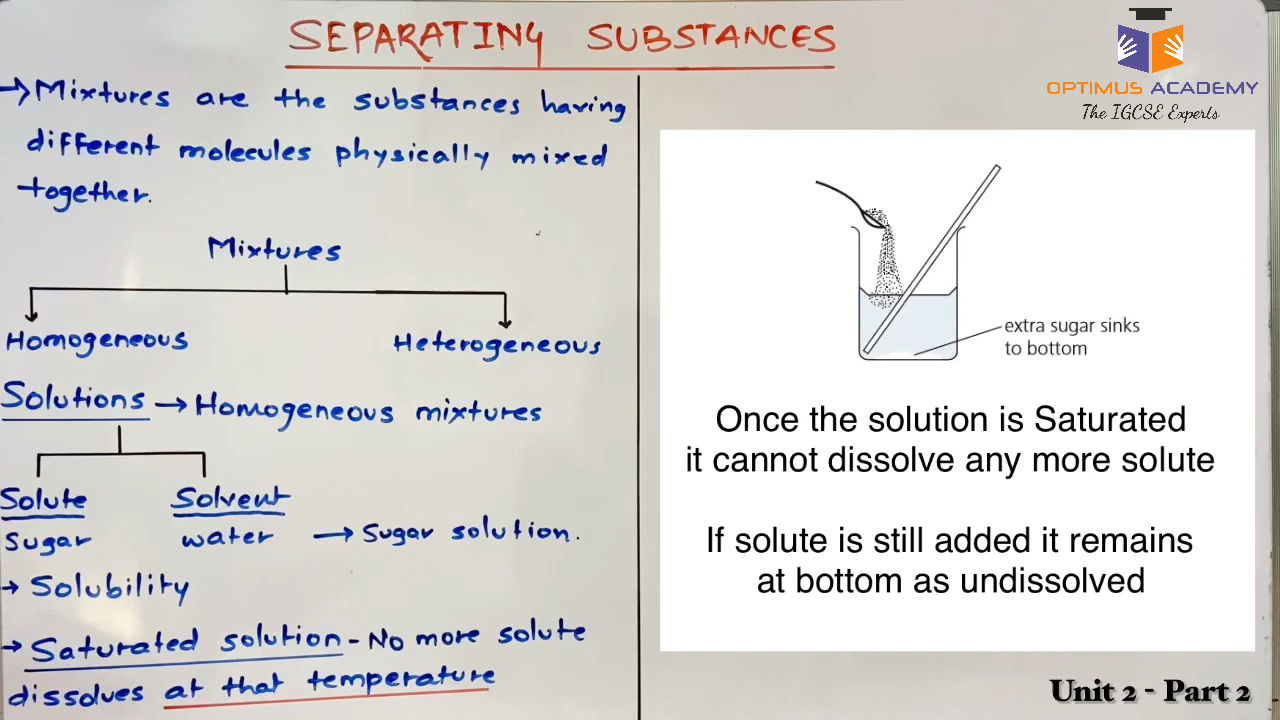 SEPARATING SUBSTANCES
→ Mixtures are the substances having
different molecules physically mixed
together.
Mixtures
Homogeneous
Heterogeneous
Solutions → Homogeneous mixtures
Solute
Solvent
Sugar
water → Sugar solution.
→ Solubility
→ Saturated solution - No more solute
dissolves at that temperature
OPTIMUS ACADEMY
The IGCSE Experts
extra sugar sinks
to bottom
Once the solution is Saturated
it cannot dissolve any more solute
If solute is still added it remains
at bottom as undissolved
Unit 2 - Part 2